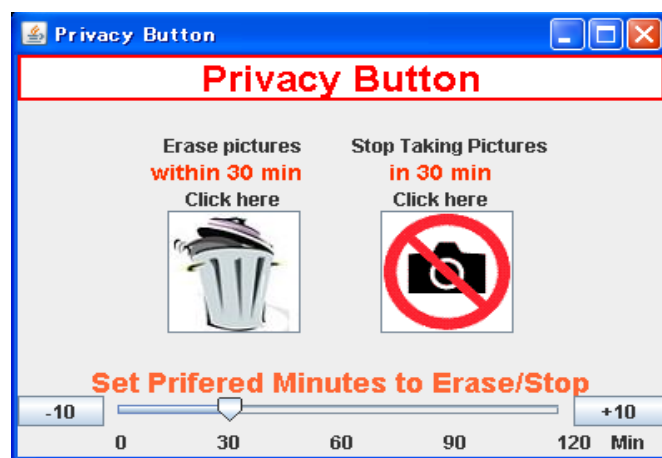 Privacy Button
Privacy Button
Erase pictures
within 30 min
Click here
Stop Taking Pictures
in 30 min
Click here
Set Prifered Minutes to Erase/Stop
-10
+10
0 30 60 90 120 Min